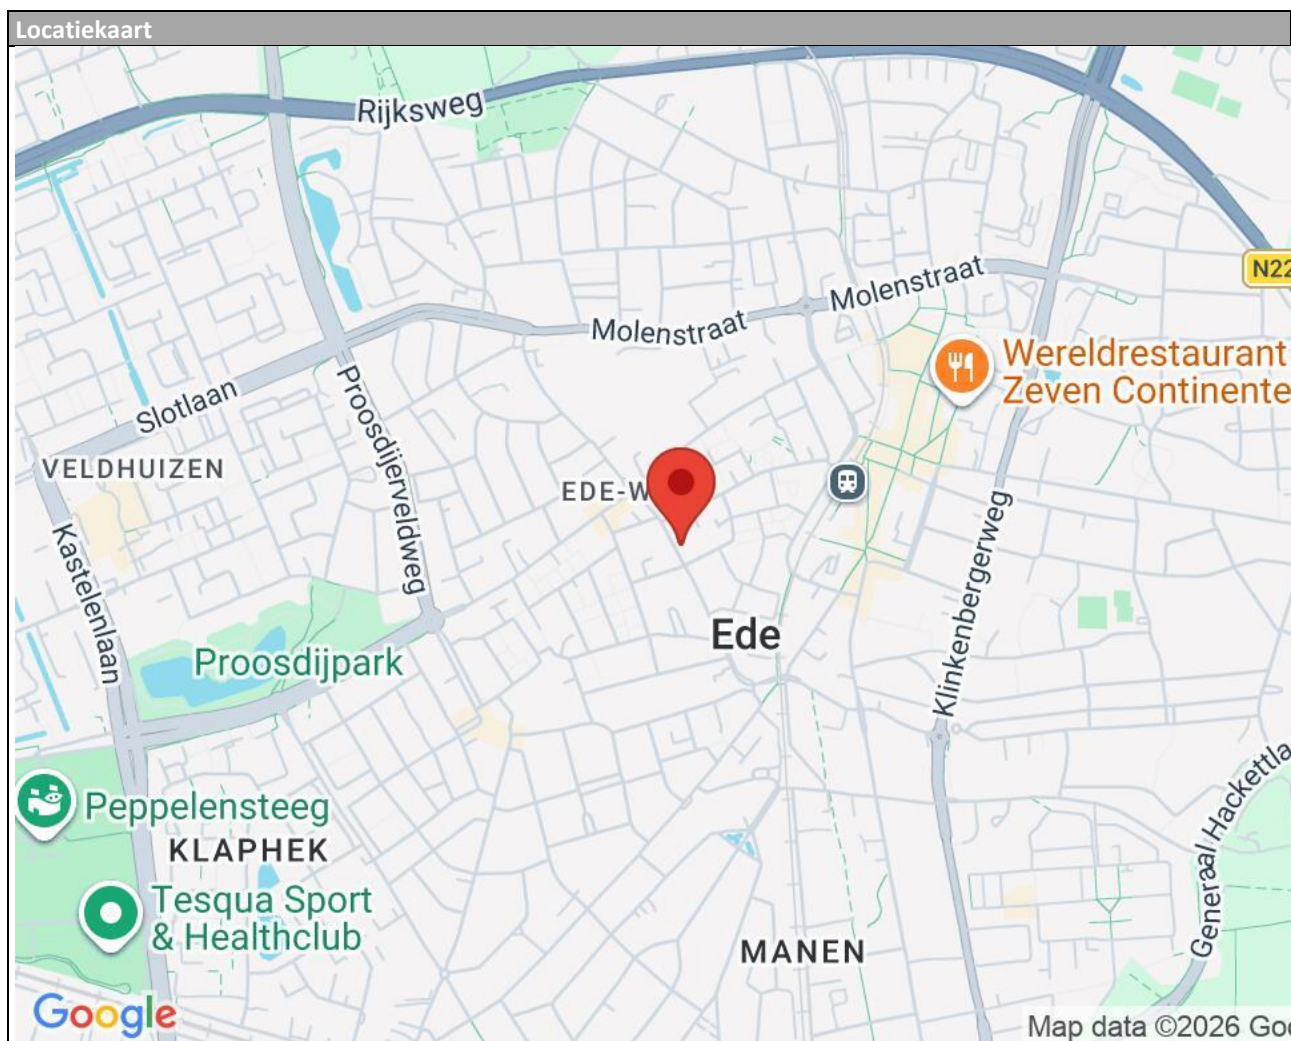 Locatiekaart
Rijksweg
N22
Molenstraat
Molenstraat
Wereldrestaurant
Zeven Continente
Slotlaan
Proosdijerveldweg
VELDHUIZEN
EDE-W
Kastelenlaan
Klinkenbergerweg
Ede
Proosdijpark
Generaal Hackettla
Peppelensteeg
KLAPHEK
Tesqua Sport
& Healthclub
MANEN
Google
Map data ©2026 Goo